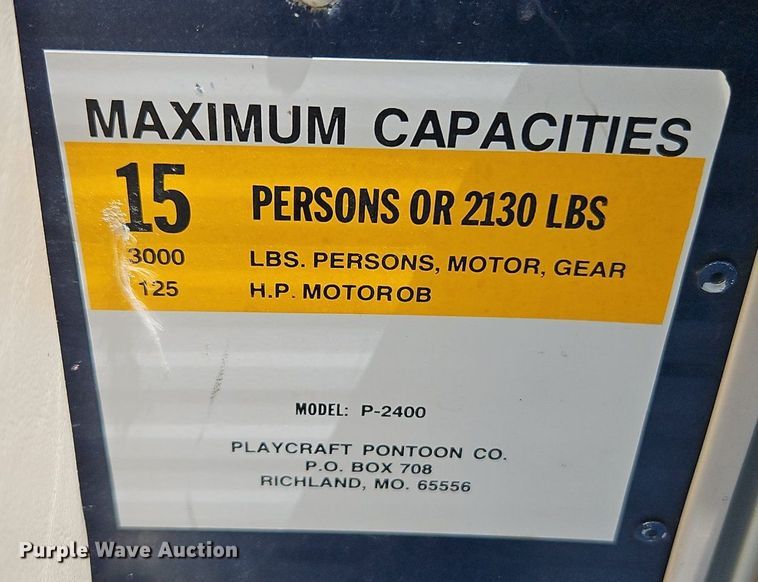 MAXIMUM CAPACITIES
15 PERSONS OR 2130 LBS
3000 LBS. PERSONS, MOTOR, GEAR
125 H.P. MOTOROB
MODEL: P-2400
PLAYCRAFT PONTOON CO.
P.O. BOX 708
RICHLAND, MO. 65556
Purple Wave Auction